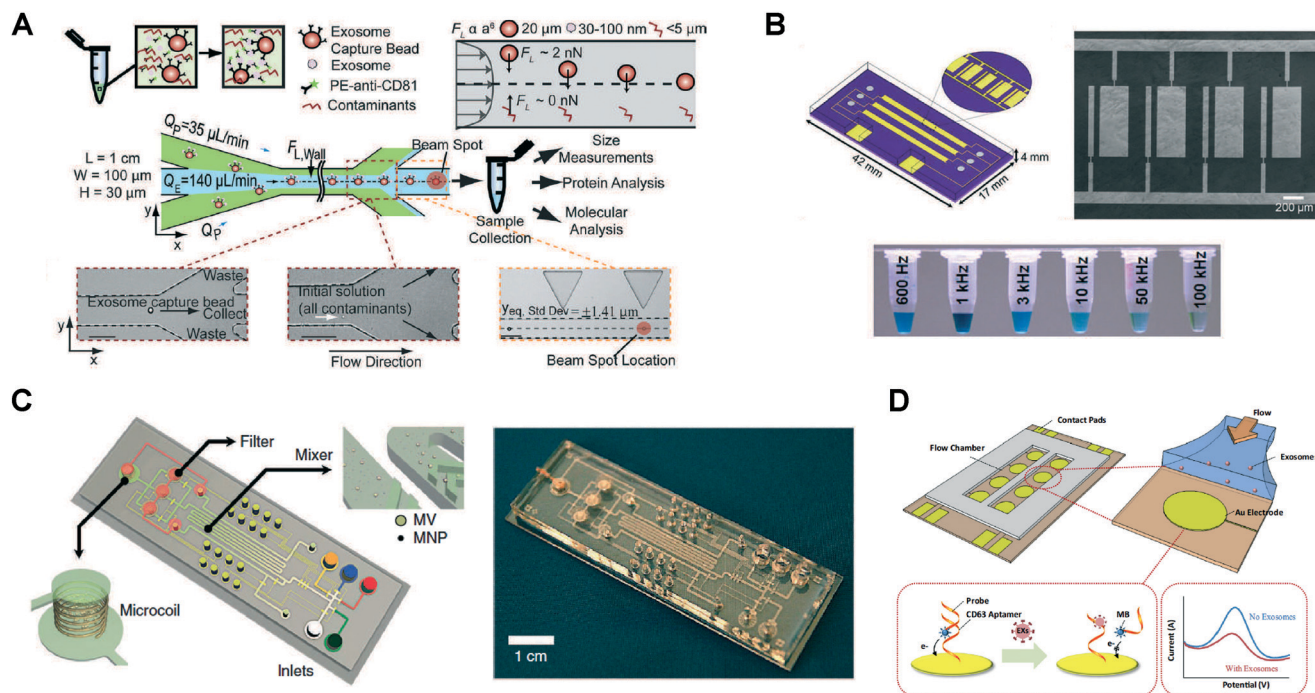 A
Exosome
Capture Bead
Exosome
PE-anti-CD81
Contaminants
F_L α a⁶ 20 µm 30-100 nm <5 µm
F_L ~ 2 nN
F_L ~ 0 nN
Q_P=35 µL/min
F_L,Wall
Beam Spot
L = 1 cm
W = 100 µm
H = 30 µm
Q_E=140 µL/min
Q_P
y
x
Sample
Collection
Size
Measurements
Protein Analysis
Molecular
Analysis
Waste
Exosome capture bead
Collect
Waste
y
x
Initial solution
(all contaminants)
Flow Direction
y_eq. Std Dev = ±1.41 µm
Beam Spot Location
B
42 mm
17 mm
4 mm
200 µm
600 Hz
1 kHz
3 kHz
10 kHz
50 kHz
100 kHz
C
Filter
Mixer
MV
MNP
Microcoil
Inlets
1 cm
D
Contact Pads
Flow Chamber
Flow
Exosome
Au Electrode
Probe
CD63 Aptamer
e-
EXs
MB
e-
Current (A)
No Exosomes
With Exosomes
Potential (V)